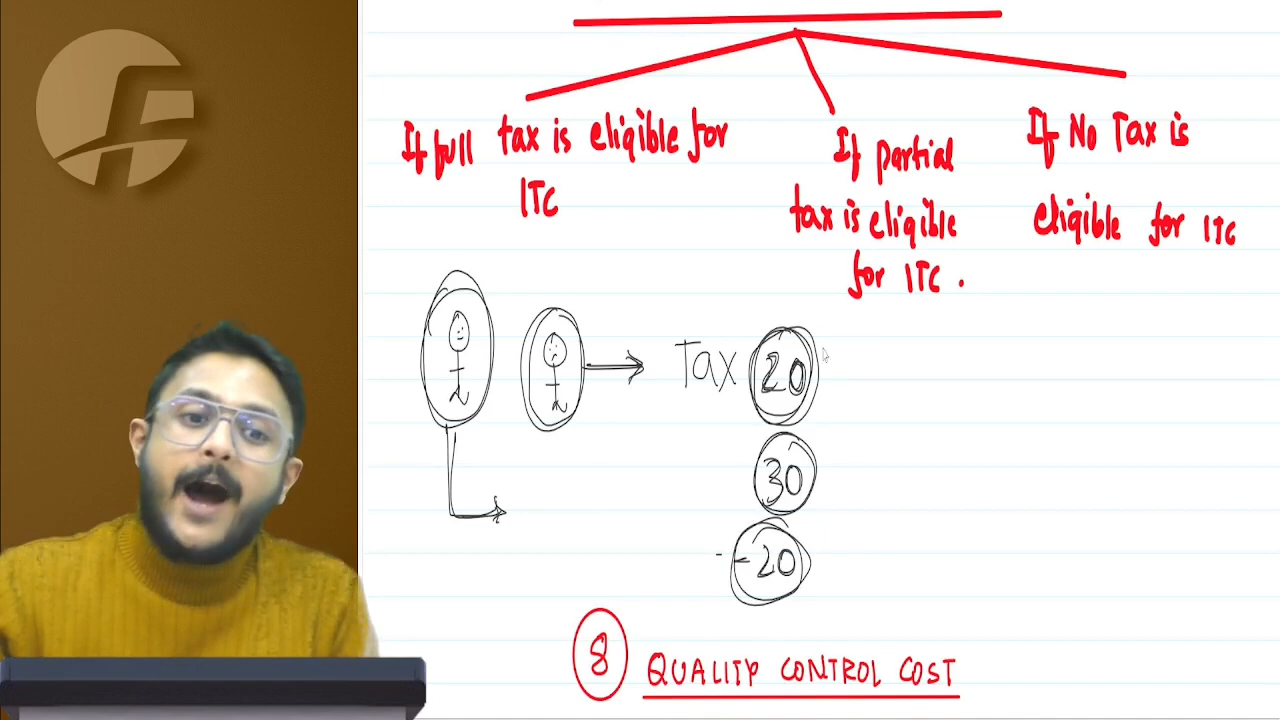 If full tax is eligible for
ITC
If partial
tax is eligible
for ITC.
If No Tax is
eligible for ITC
Tax 20
30
-20
8 QUALITY CONTROL COST